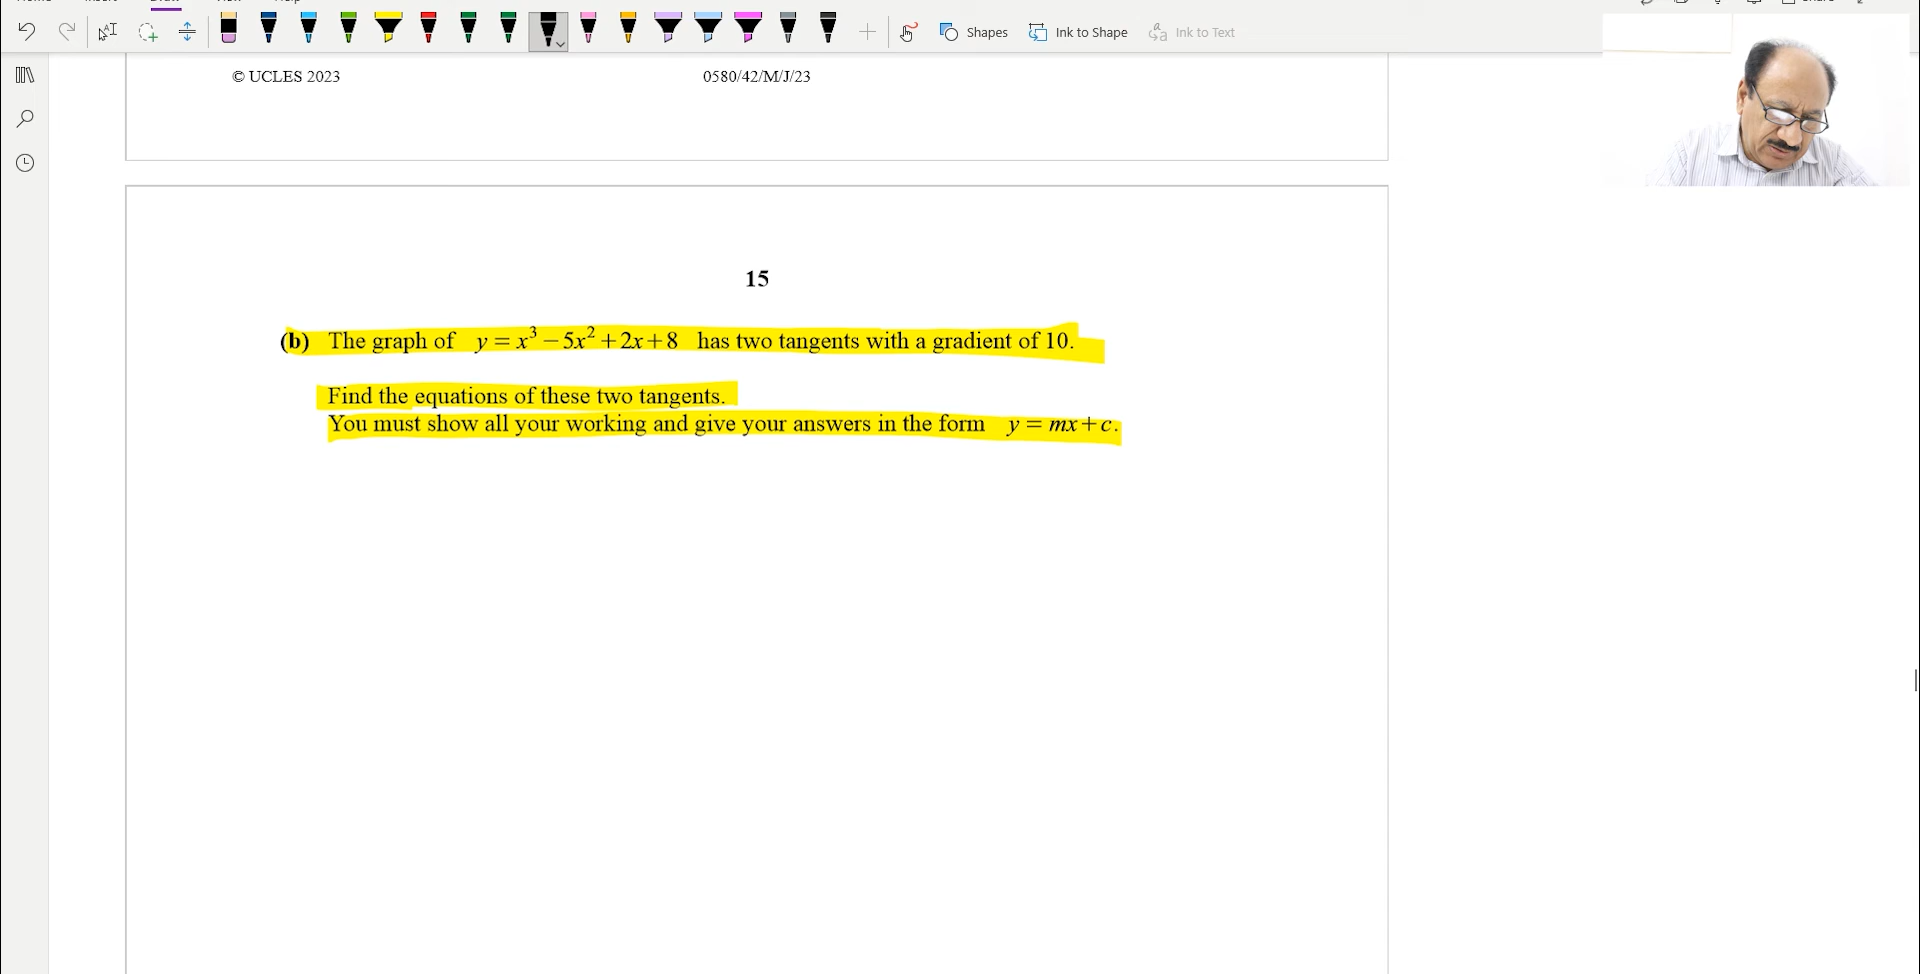 Shapes Ink to Shape Ink to Text
© UCLES 2023 0580/42/M/J/23
15
(b) The graph of y = x³ − 5x² + 2x + 8 has two tangents with a gradient of 10.
Find the equations of these two tangents.
You must show all your working and give your answers in the form y = mx + c.